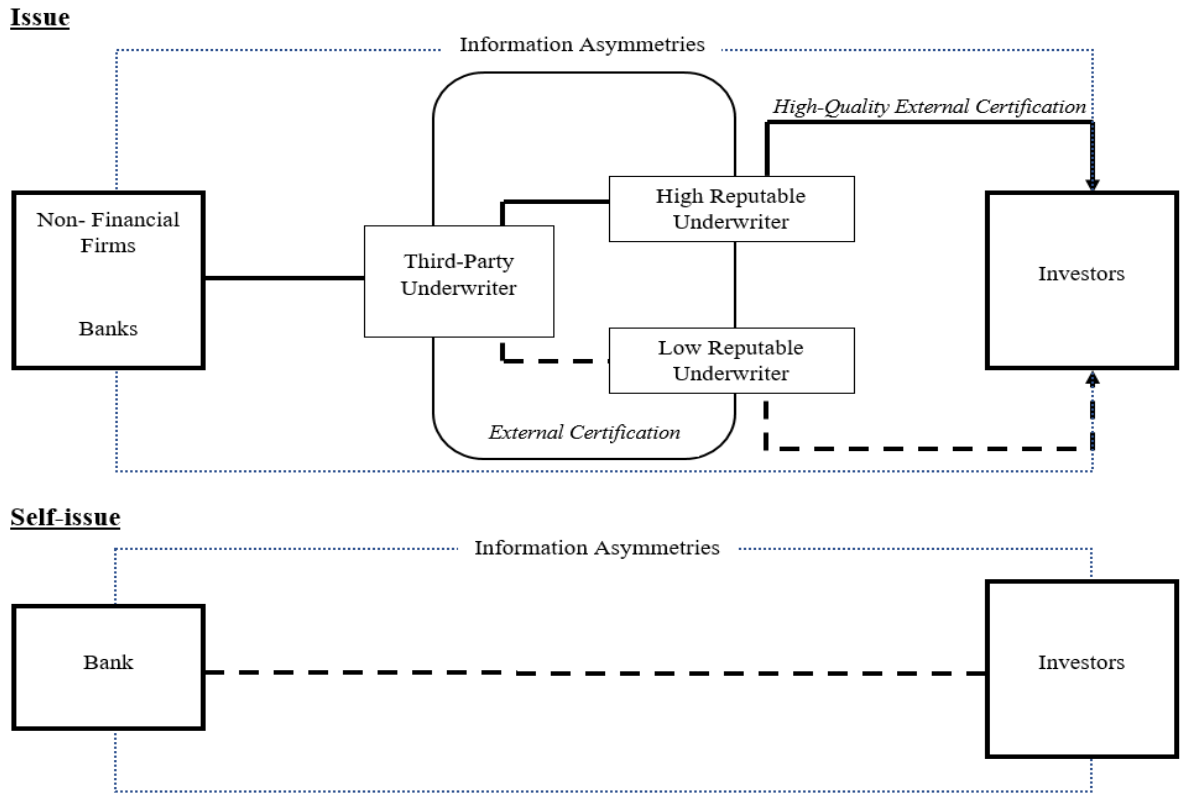 Issue
Information Asymmetries
High-Quality External Certification
Non- Financial
Firms
Banks
Third-Party
Underwriter
High Reputable
Underwriter
Low Reputable
Underwriter
Investors
External Certification
Self-issue
Information Asymmetries
Bank
Investors